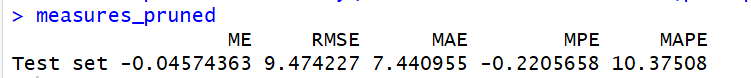 > measures_pruned
ME RMSE MAE MPE MAPE
Test set -0.04574363 9.474227 7.440955 -0.2205658 10.37508